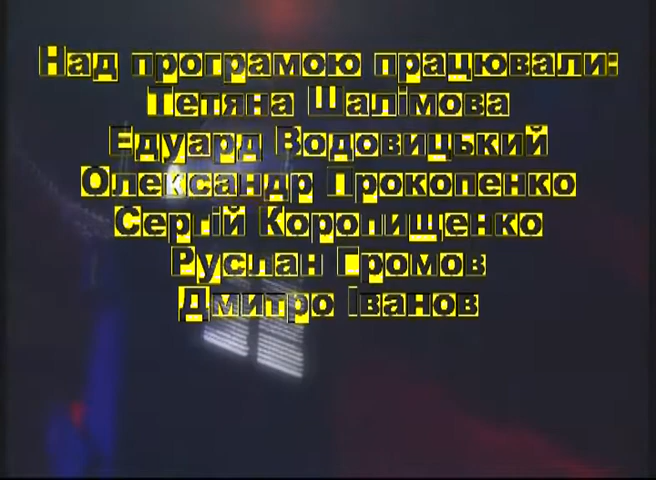 Над програмою працювали:
Тетяна Шалімова
Едуард Водовицький
Олександр Прокопенко
Сергій Коропищенко
Руслан Громов
Дмитро Іванов